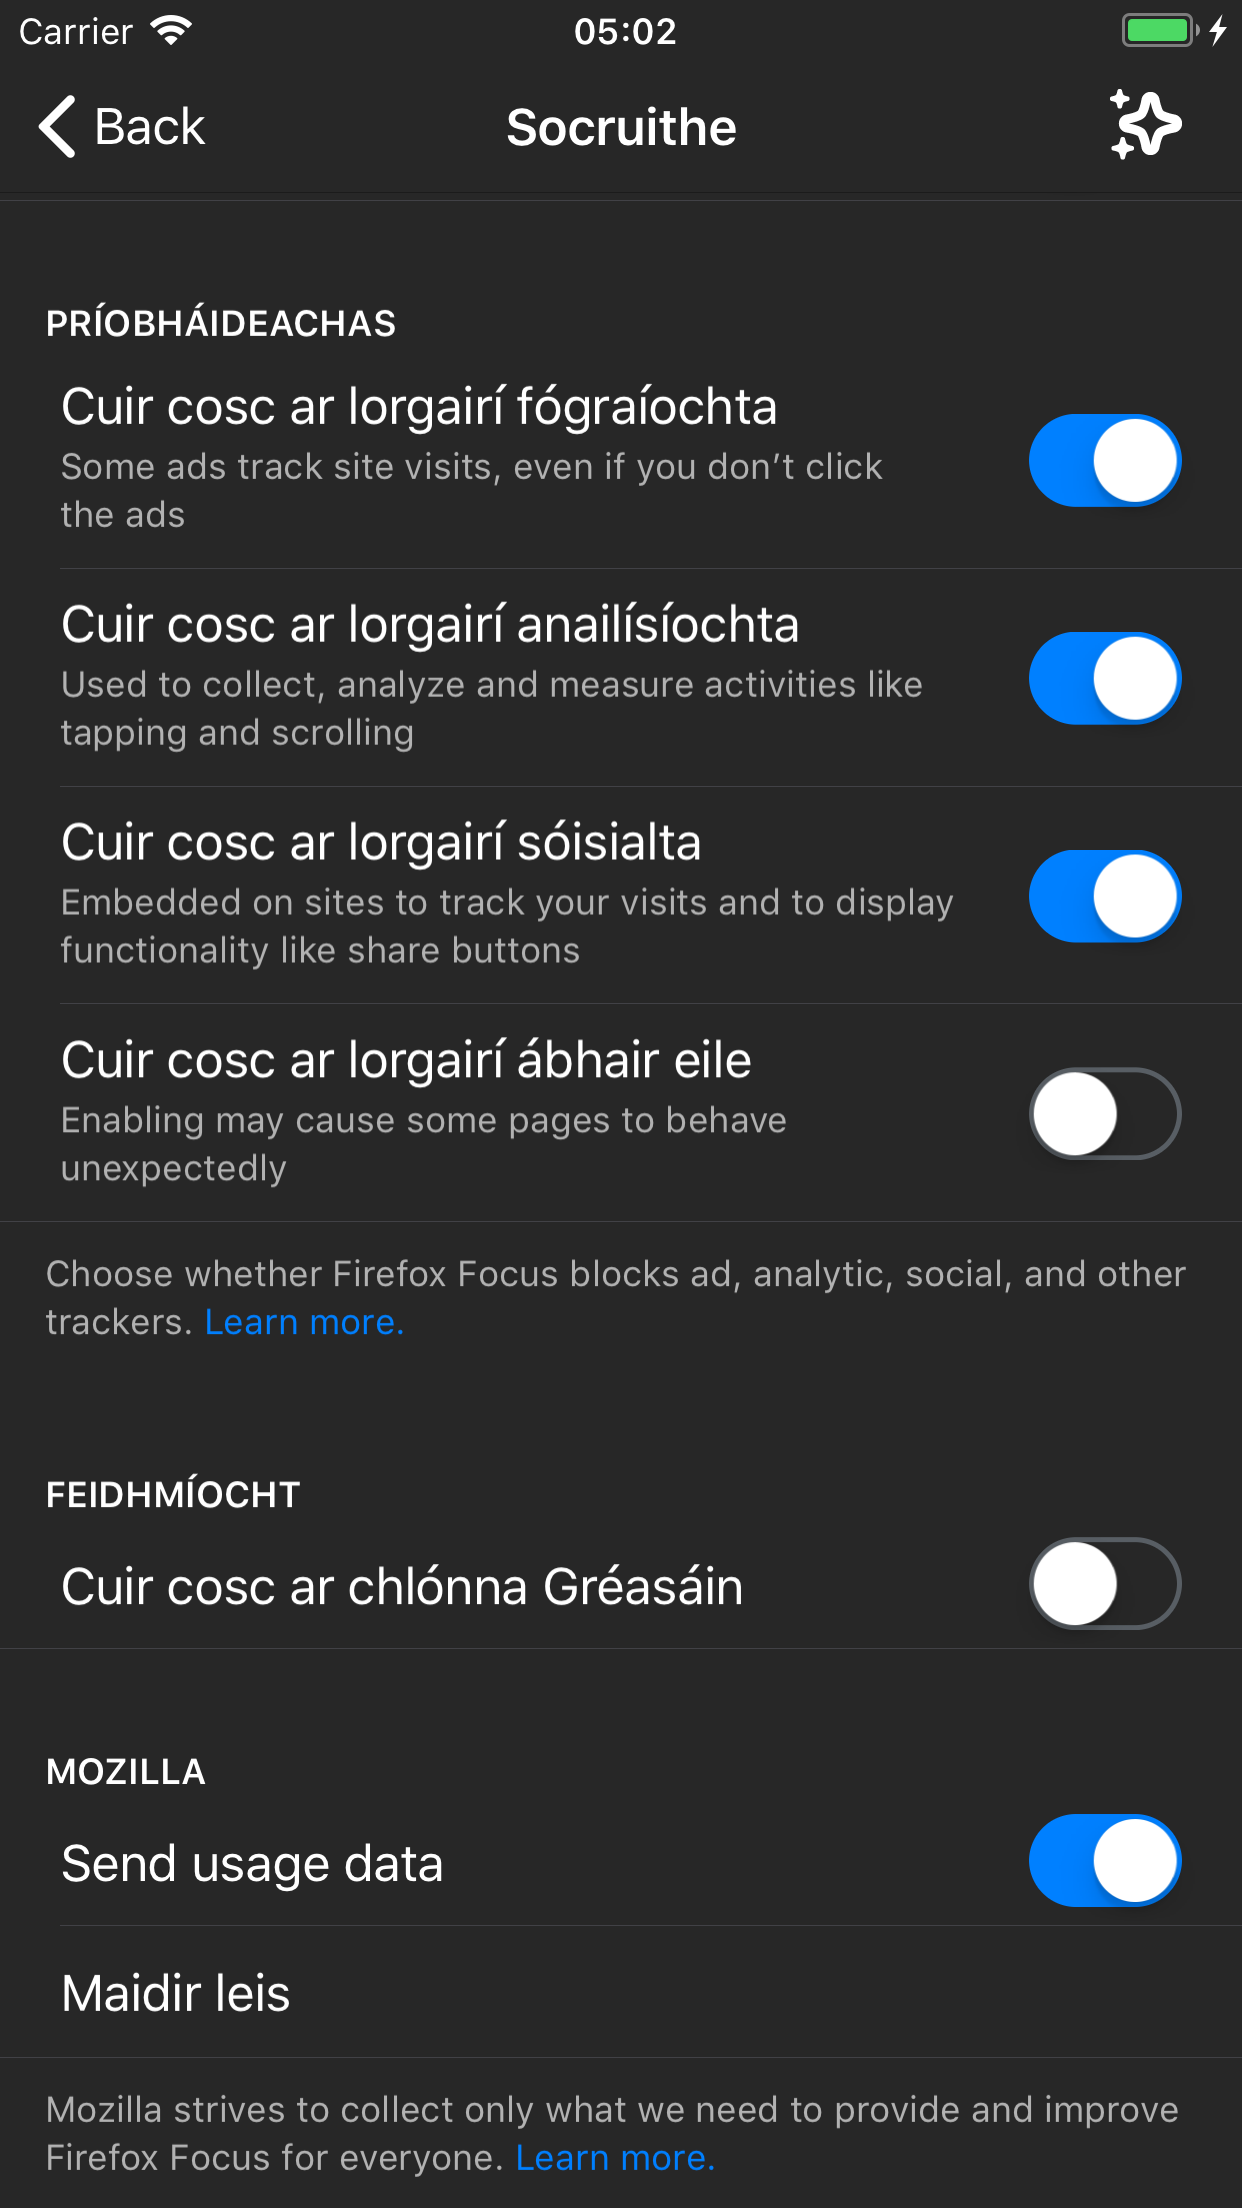 Carrier
05:02
Back
Socruithe
PRÍOBHÁIDEACHAS
Cuir cosc ar lorgairí fógraíochta
Some ads track site visits, even if you don’t click
the ads
Cuir cosc ar lorgairí anailísíochta
Used to collect, analyze and measure activities like
tapping and scrolling
Cuir cosc ar lorgairí sóisialta
Embedded on sites to track your visits and to display
functionality like share buttons
Cuir cosc ar lorgairí ábhair eile
Enabling may cause some pages to behave
unexpectedly
Choose whether Firefox Focus blocks ad, analytic, social, and other
trackers. Learn more.
FEIDHMÍOCHT
Cuir cosc ar chlónna Gréasáin
MOZILLA
Send usage data
Maidir leis
Mozilla strives to collect only what we need to provide and improve
Firefox Focus for everyone. Learn more.